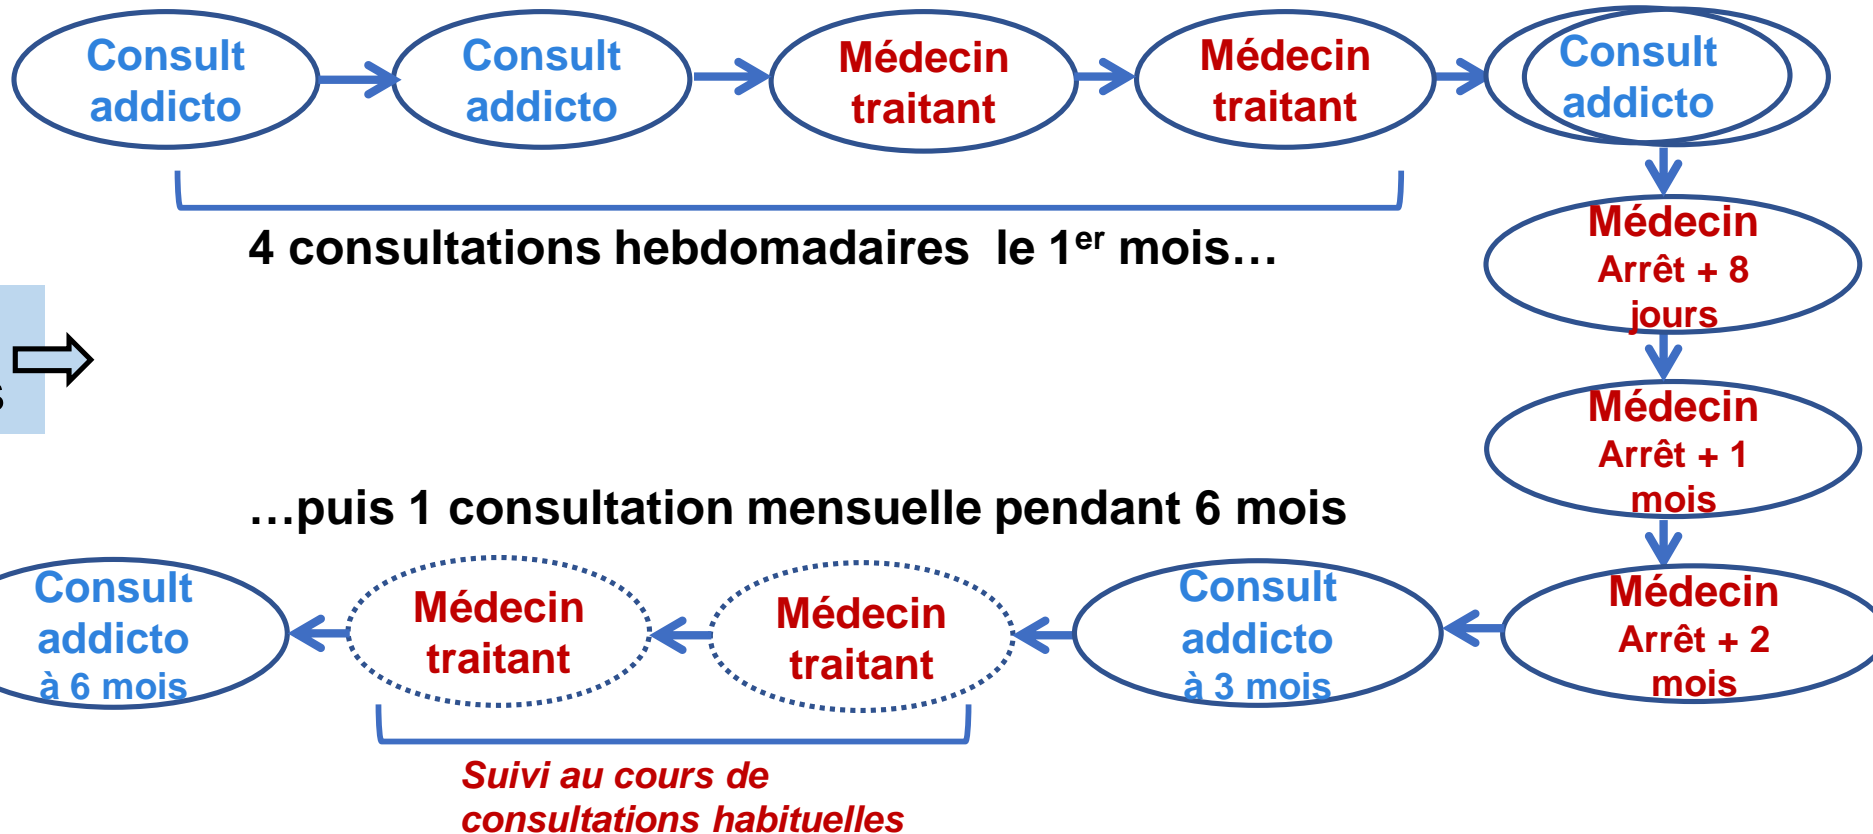 Consult
addicto
Consult
addicto
Médecin
traitant
Médecin
traitant
Consult
addicto
4 consultations hebdomadaires le 1er mois…
Médecin
Arrêt + 8
jours
s
Médecin
Arrêt + 1
mois
…puis 1 consultation mensuelle pendant 6 mois
Médecin
Arrêt + 2
mois
Consult
addicto
à 3 mois
Médecin
traitant
Médecin
traitant
Consult
addicto
à 6 mois
Suivi au cours de
consultations habituelles